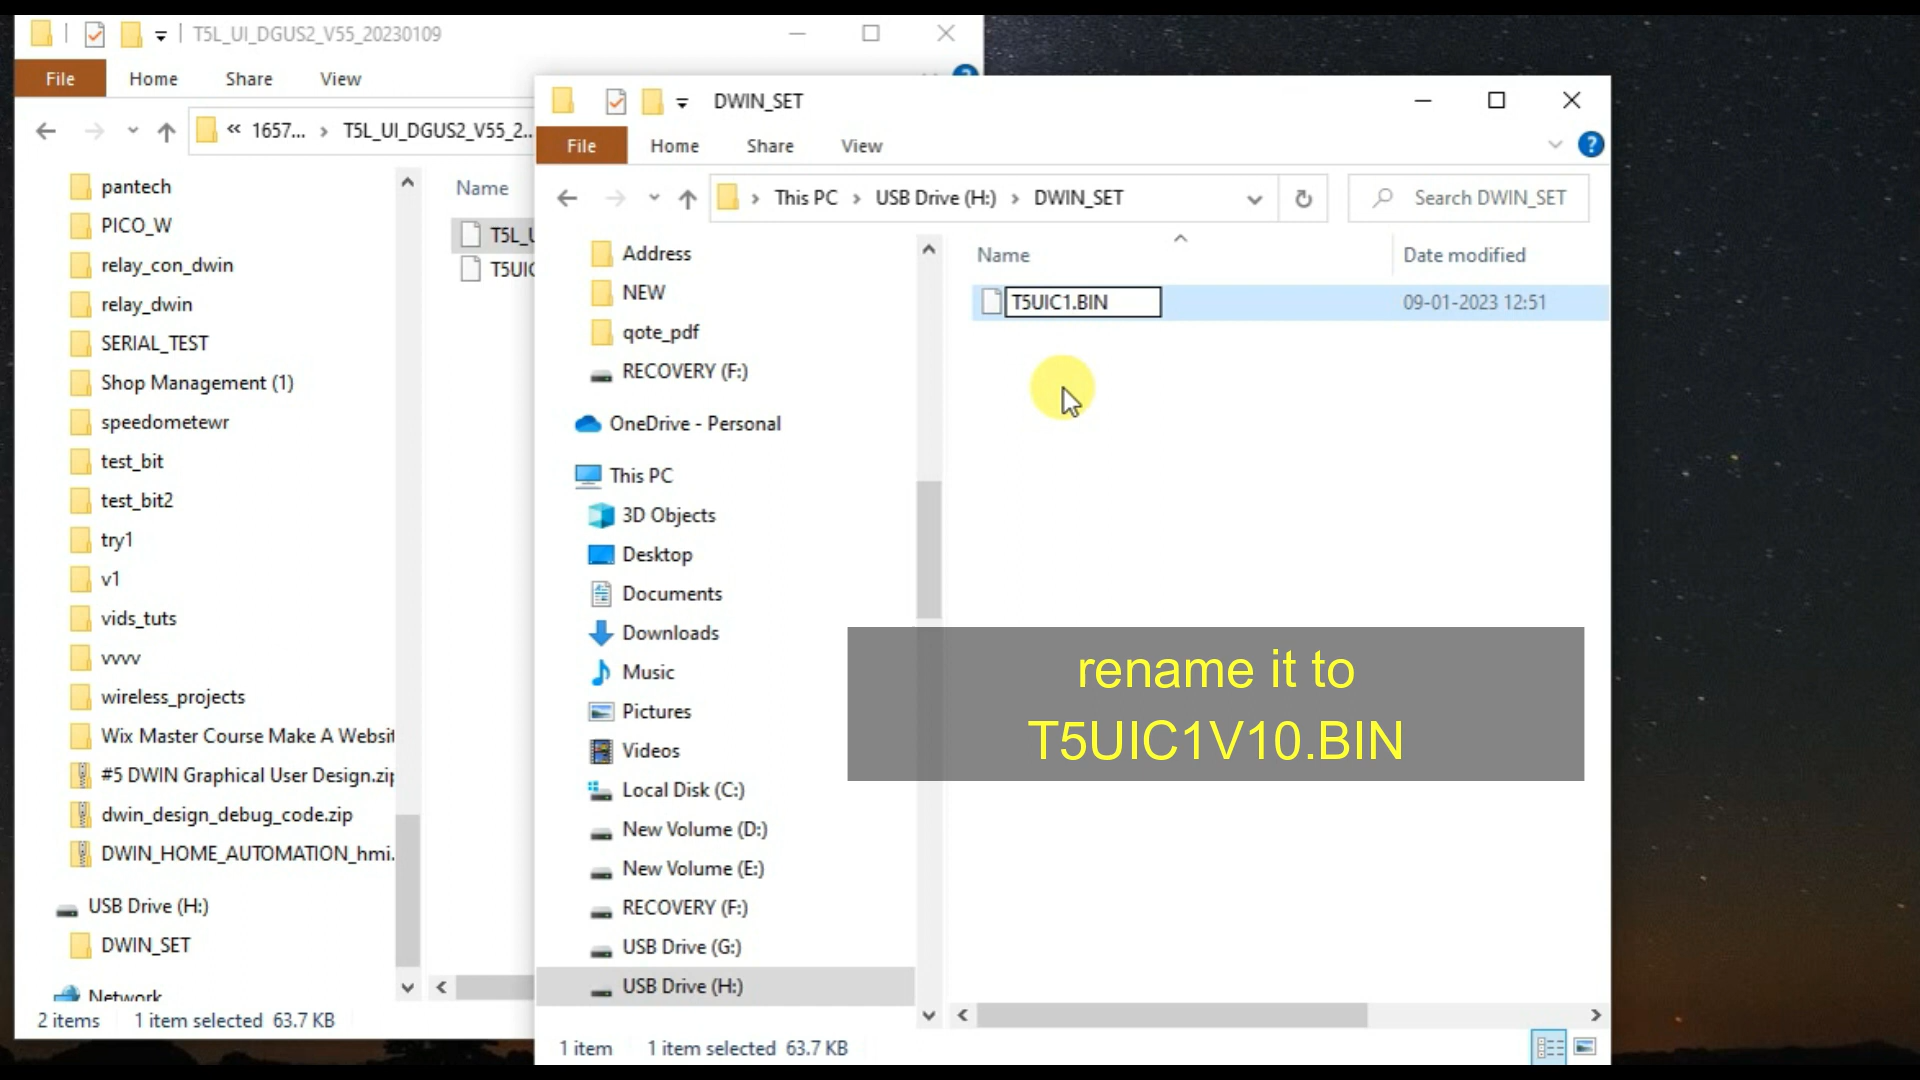 T5L_UI_DGUS2_V55_20230109
File Home Share View
« 1657... › T5L_UI_DGUS2_V55_2...
pantech
PICO_W
relay_con_dwin
relay_dwin
SERIAL_TEST
Shop Management (1)
speedometewr
test_bit
test_bit2
try1
v1
vids_tuts
vvvv
wireless_projects
Wix Master Course Make A Websit
#5 DWIN Graphical User Design.zip
dwin_design_debug_code.zip
DWIN_HOME_AUTOMATION_hmi.
USB Drive (H:)
DWIN_SET
Network
Name
T5L_U
T5UIC
2 items 1 item selected 63.7 KB
DWIN_SET
File Home Share View
› This PC › USB Drive (H:) › DWIN_SET
Search DWIN_SET
Address
NEW
qote_pdf
RECOVERY (F:)
OneDrive - Personal
This PC
3D Objects
Desktop
Documents
Downloads
Music
Pictures
Videos
Local Disk (C:)
New Volume (D:)
New Volume (E:)
RECOVERY (F:)
USB Drive (G:)
USB Drive (H:)
Name Date modified
T5UIC1.BIN 09-01-2023 12:51
1 item 1 item selected 63.7 KB
rename it to
T5UIC1V10.BIN